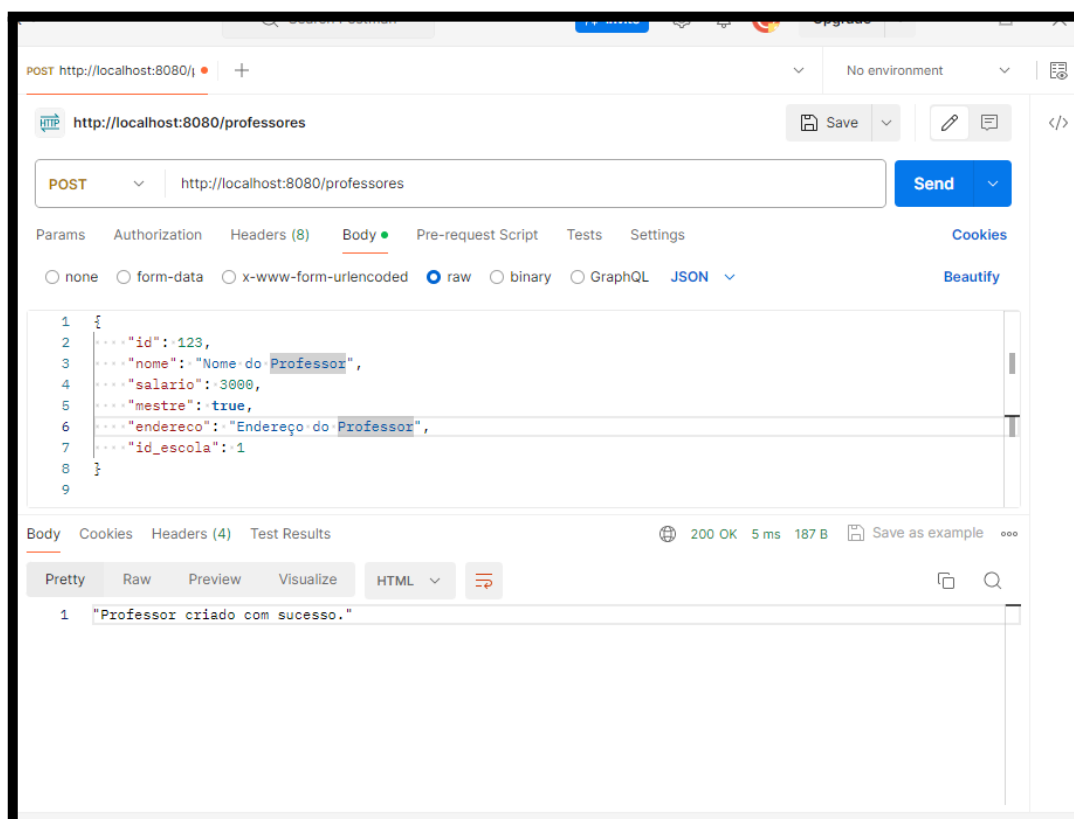 POST http://localhost:8080/p
No environment
HTTP http://localhost:8080/professores
Save
POST http://localhost:8080/professores Send
Params Authorization Headers (8) Body Pre-request Script Tests Settings Cookies
none form-data x-www-form-urlencoded raw binary GraphQL JSON Beautify
1 {
2 "id": 123,
3 "nome": "Nome do Professor",
4 "salario": 3000,
5 "mestre": true,
6 "endereco": "Endereço do Professor",
7 "id_escola": 1
8 }
9
Body Cookies Headers (4) Test Results 200 OK 5 ms 187 B Save as example
Pretty Raw Preview Visualize HTML
1 "Professor criado com sucesso."